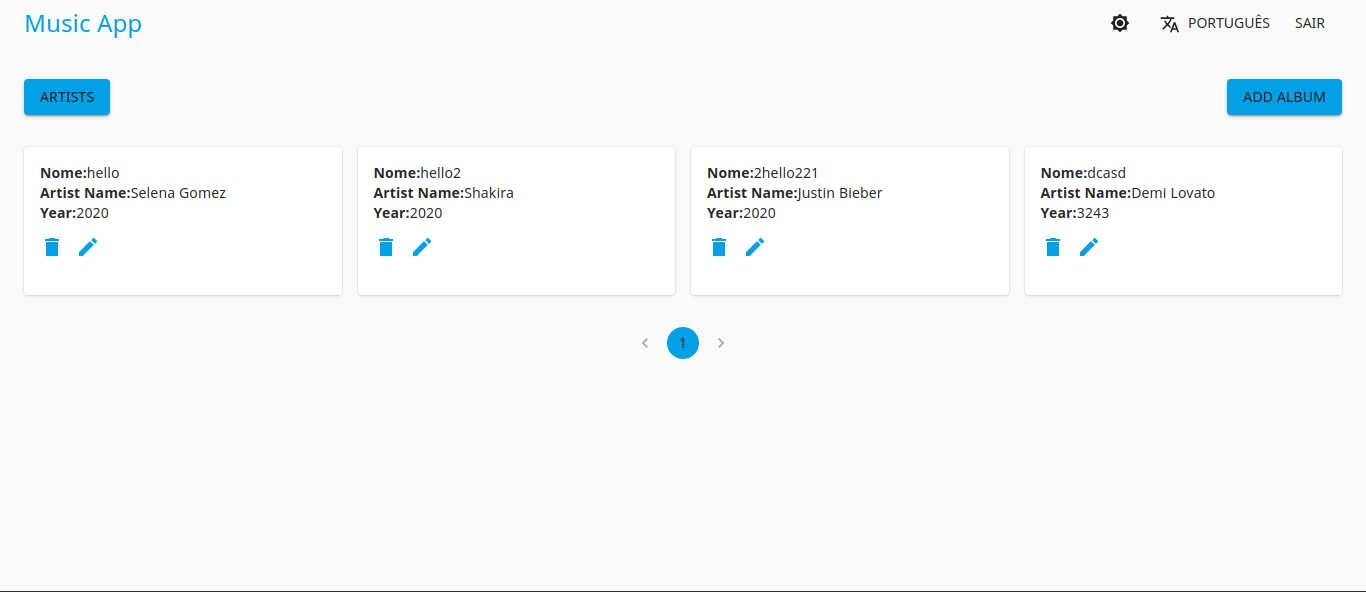 Music App
PORTUGUÊS
SAIR
ARTISTS
ADD ALBUM
Nome:hello
Artist Name:Selena Gomez
Year:2020
Nome:hello2
Artist Name:Shakira
Year:2020
Nome:2hello221
Artist Name:Justin Bieber
Year:2020
Nome:dcasd
Artist Name:Demi Lovato
Year:3243
1